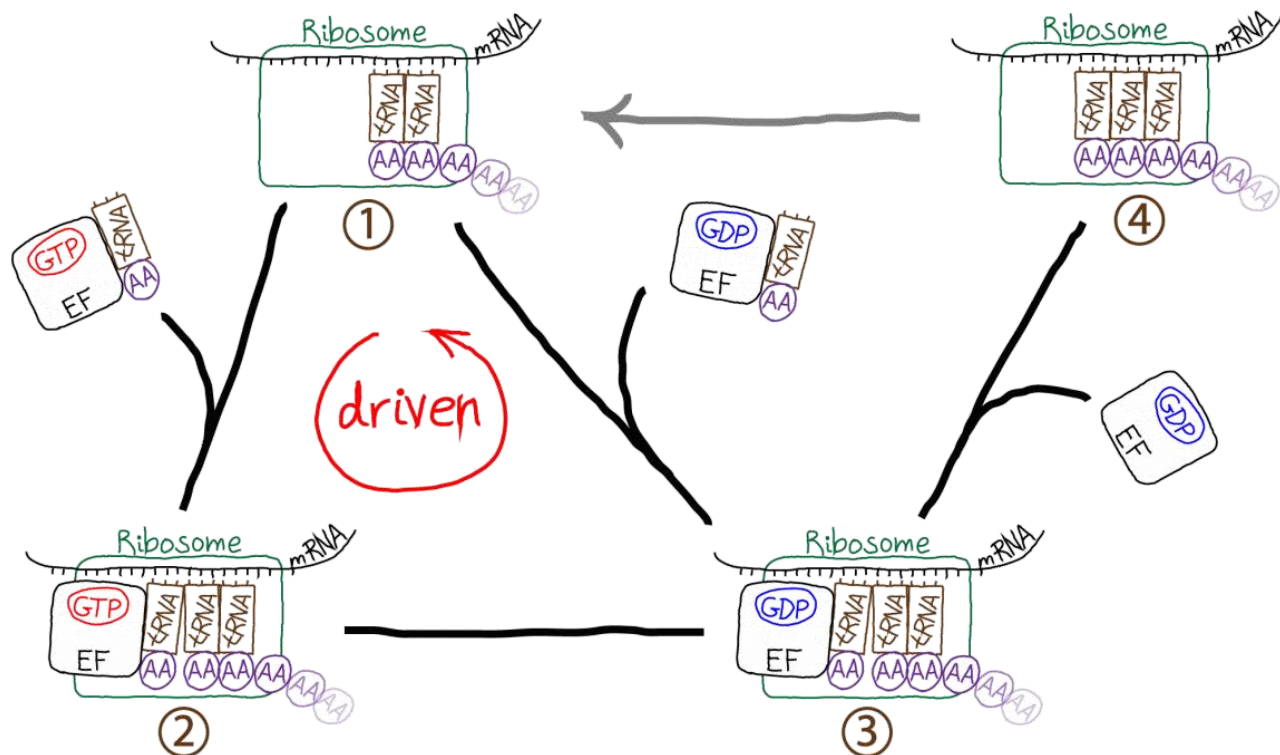 Ribosome
mRNA
tRNA tRNA
AA AA AA AA AA
①
Ribosome
mRNA
tRNA tRNA tRNA
AA AA AA AA AA AA
④
GTP
EF
tRNA
AA
GDP
EF
tRNA
AA
driven
GDP
EF
Ribosome
mRNA
GTP
EF
tRNA tRNA tRNA
AA AA AA AA AA AA
②
Ribosome
mRNA
GDP
EF
tRNA tRNA tRNA
AA AA AA AA AA AA
③